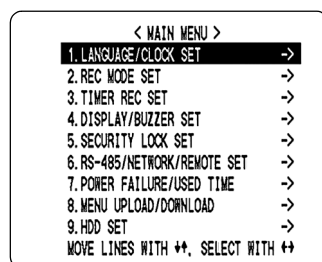 < MAIN MENU >
1. LANGUAGE/CLOCK SET ->
2. REC MODE SET ->
3. TIMER REC SET ->
4. DISPLAY/BUZZER SET ->
5. SECURITY LOCK SET ->
6. RS-485/NETWORK/REMOTE SET ->
7. POWER FAILURE/USED TIME ->
8. MENU UPLOAD/DOWNLOAD ->
9. HDD SET ->
MOVE LINES WITH ↓↑, SELECT WITH ←→